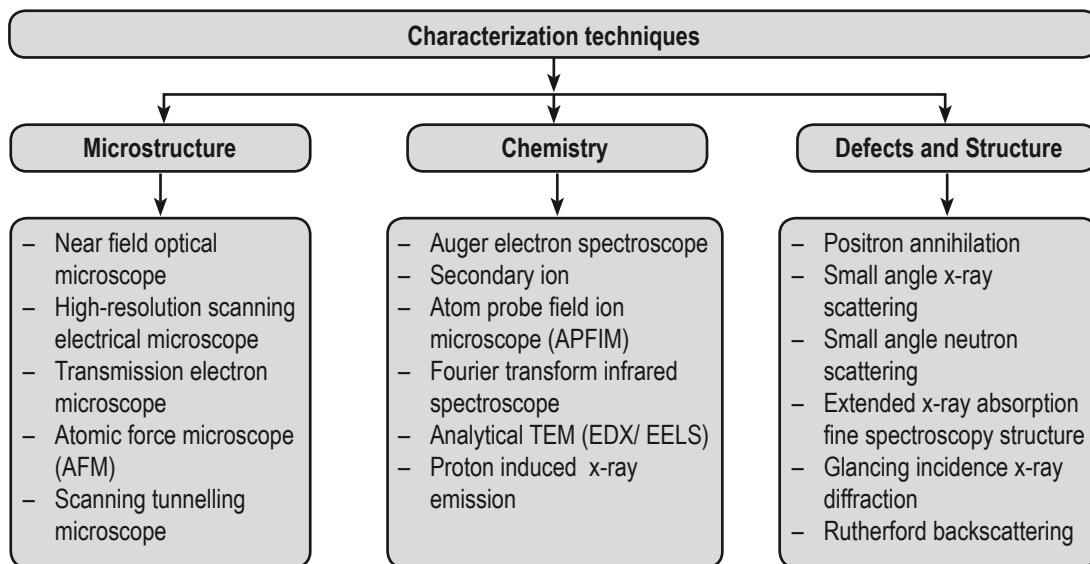 Characterization techniques
Microstructure
– Near field optical
microscope
– High-resolution scanning
electrical microscope
– Transmission electron
microscope
– Atomic force microscope
(AFM)
– Scanning tunnelling
microscope
Chemistry
– Auger electron spectroscope
– Secondary ion
– Atom probe field ion
microscope (APFIM)
– Fourier transform infrared
spectroscope
– Analytical TEM (EDX/ EELS)
– Proton induced x-ray
emission
Defects and Structure
– Positron annihilation
– Small angle x-ray
scattering
– Small angle neutron
scattering
– Extended x-ray absorption
fine spectroscopy structure
– Glancing incidence x-ray
diffraction
– Rutherford backscattering